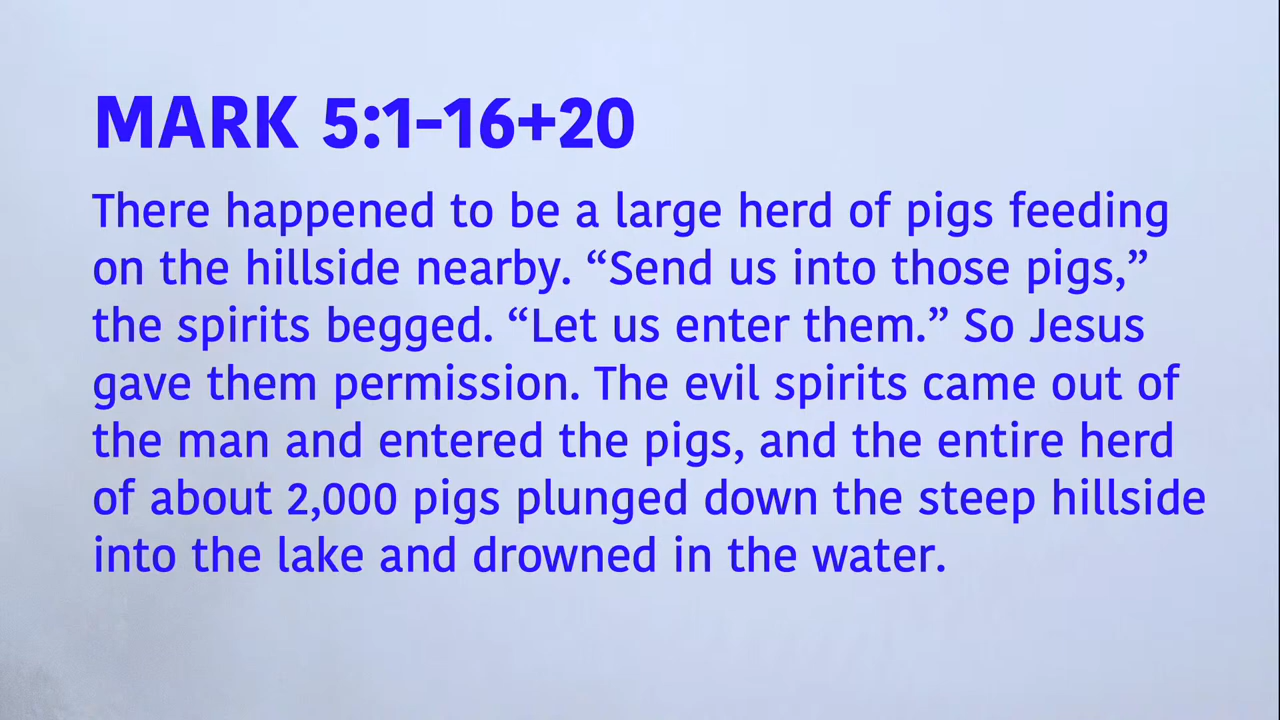 MARK 5:1-16+20
There happened to be a large herd of pigs feeding
on the hillside nearby. “Send us into those pigs,”
the spirits begged. “Let us enter them.” So Jesus
gave them permission. The evil spirits came out of
the man and entered the pigs, and the entire herd
of about 2,000 pigs plunged down the steep hillside
into the lake and drowned in the water.